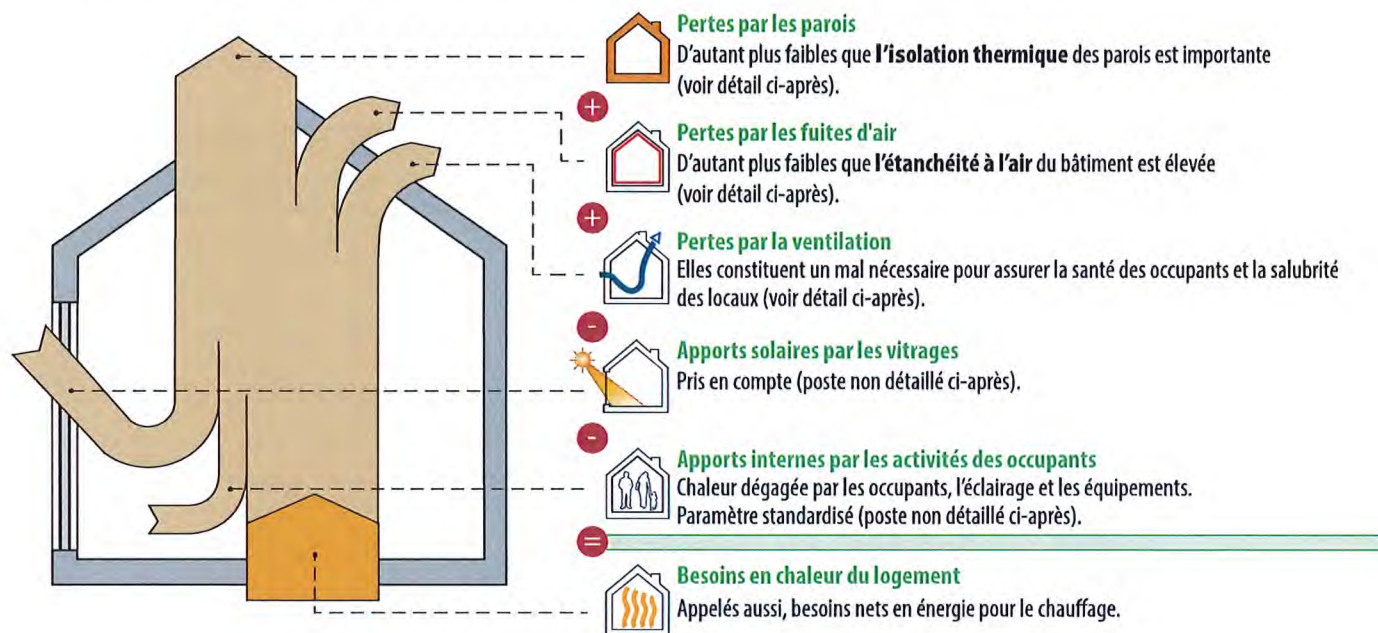 Pertes par les parois
D'autant plus faibles que l'isolation thermique des parois est importante
(voir détail ci-après).
+
Pertes par les fuites d'air
D'autant plus faibles que l'étanchéité à l'air du bâtiment est élevée
(voir détail ci-après).
+
Pertes par la ventilation
Elles constituent un mal nécessaire pour assurer la santé des occupants et la salubrité
des locaux (voir détail ci-après).
-
Apports solaires par les vitrages
Pris en compte (poste non détaillé ci-après).
-
Apports internes par les activités des occupants
Chaleur dégagée par les occupants, l'éclairage et les équipements.
Paramètre standardisé (poste non détaillé ci-après).
=
Besoins en chaleur du logement
Appelés aussi, besoins nets en énergie pour le chauffage.